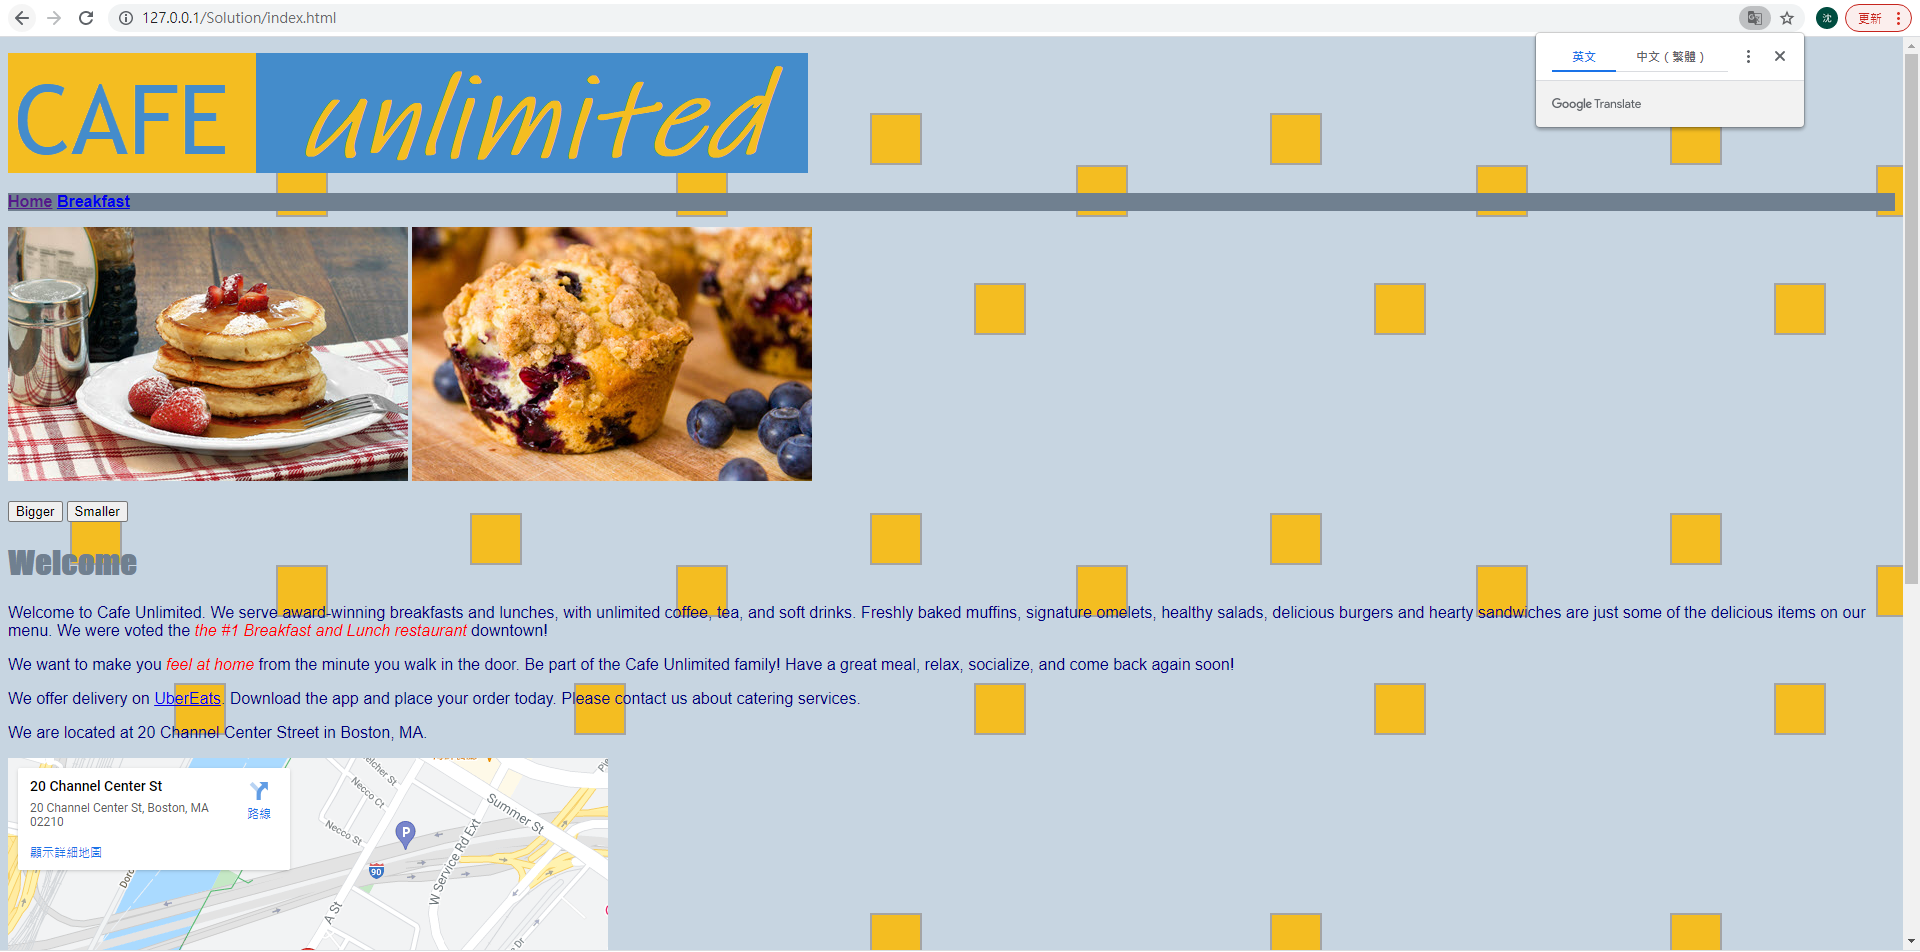 127.0.0.1/Solution/index.html
沈
更新
英文
中文（繁體）
Google Translate
CAFE unlimited
Home Breakfast
Bigger Smaller
Welcome
Welcome to Cafe Unlimited. We serve award-winning breakfasts and lunches, with unlimited coffee, tea, and soft drinks. Freshly baked muffins, signature omelets, healthy salads, delicious burgers and hearty sandwiches are just some of the delicious items on our
menu. We were voted the the #1 Breakfast and Lunch restaurant downtown!
We want to make you feel at home from the minute you walk in the door. Be part of the Cafe Unlimited family! Have a great meal, relax, socialize, and come back again soon!
We offer delivery on UberEats. Download the app and place your order today. Please contact us about catering services.
We are located at 20 Channel Center Street in Boston, MA.
20 Channel Center St
20 Channel Center St, Boston, MA
02210
路線
顯示詳細地圖
Necco Ct
Necco St
Summer St
W Service Rd Ext
A St
P
90